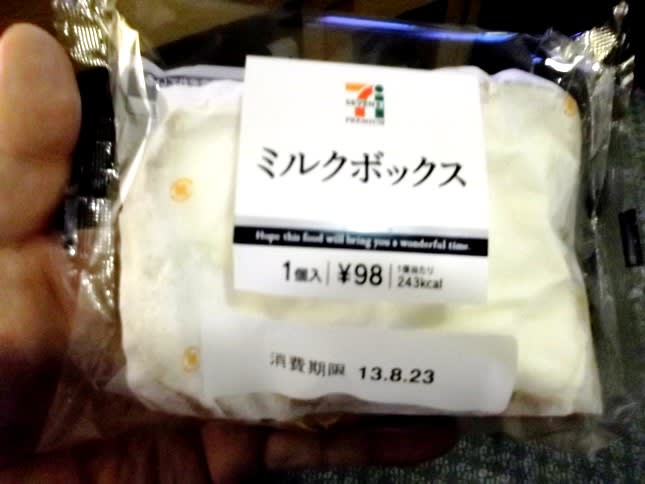 SEVEN
PREMIUM
ミルクボックス
Hope this food will bring you a wonderful time.
1個入 ¥98 1個当たり
243kcal
消費期限 13.8.23